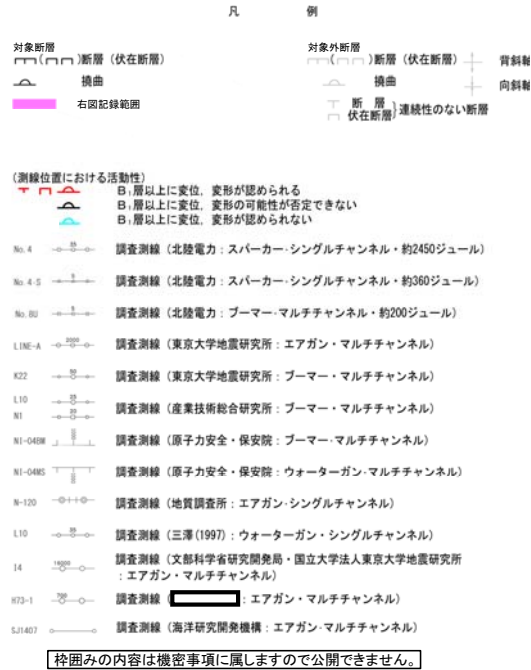 凡 例
対象断層
( )断層（伏在断層）
撓曲
右図記録範囲
対象外断層
( )断層（伏在断層）
撓曲
断 層
伏在断層
}連続性のない断層
背斜軸
向斜軸
(測線位置における活動性)
B1層以上に変位，変形が認められる
B1層以上に変位，変形の可能性が否定できない
B1層以上に変位，変形が認められない
No.4 35 調査測線（北陸電力：スパーカー・シングルチャンネル・約2450ジュール）
No.4-S 5 調査測線（北陸電力：スパーカー・シングルチャンネル・約360ジュール）
No.8U 5 調査測線（北陸電力：ブーマー・マルチチャンネル・約200ジュール）
LINE-A 2000 調査測線（東京大学地震研究所：エアガン・マルチチャンネル）
K22 50 調査測線（東京大学地震研究所：ブーマー・マルチチャンネル）
L10 25
N1 20 調査測線（産業技術総合研究所：ブーマー・マルチチャンネル）
N1-04BM 調査測線（原子力安全・保安院：ブーマー・マルチチャンネル）
N1-04MS 調査測線（原子力安全・保安院：ウォーターガン・マルチチャンネル）
N-120 調査測線（地質調査所：エアガン・シングルチャンネル）
L10 35 調査測線（三澤(1997)：ウォーターガン・シングルチャンネル）
I4 15000 調査測線（文部科学省研究開発局・国立大学法人東京大学地震研究所
：エアガン・マルチチャンネル）
H73-1 700 調査測線（ ：エアガン・マルチチャンネル）
SJ1407 調査測線（海洋研究開発機構：エアガン・マルチチャンネル）
枠囲みの内容は機密事項に属しますので公開できません。